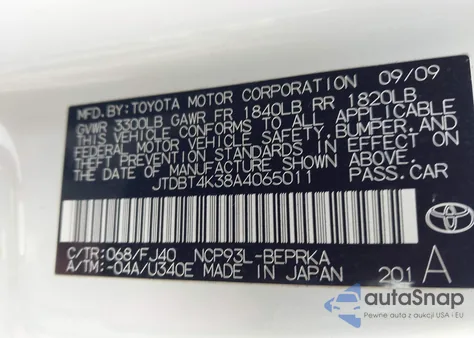 MFD. BY: TOYOTA MOTOR CORPORATION 09/09
GVWR 3300LB GAWR FR 1840LB RR 1820LB
THIS VEHICLE CONFORMS TO ALL APPLICABLE
FEDERAL MOTOR VEHICLE SAFETY, BUMPER, AND
THEFT PREVENTION STANDARDS IN EFFECT ON
THE DATE OF MANUFACTURE SHOWN ABOVE.
JTDBT4K38A4065011 PASS. CAR
C/TR: 068/FJ40 NCP93L-BEPRKA
A/TM: -04A/U340E MADE IN JAPAN 201 A
TOYOTA
autoSnap
Pewne auta z aukcji USA i EU